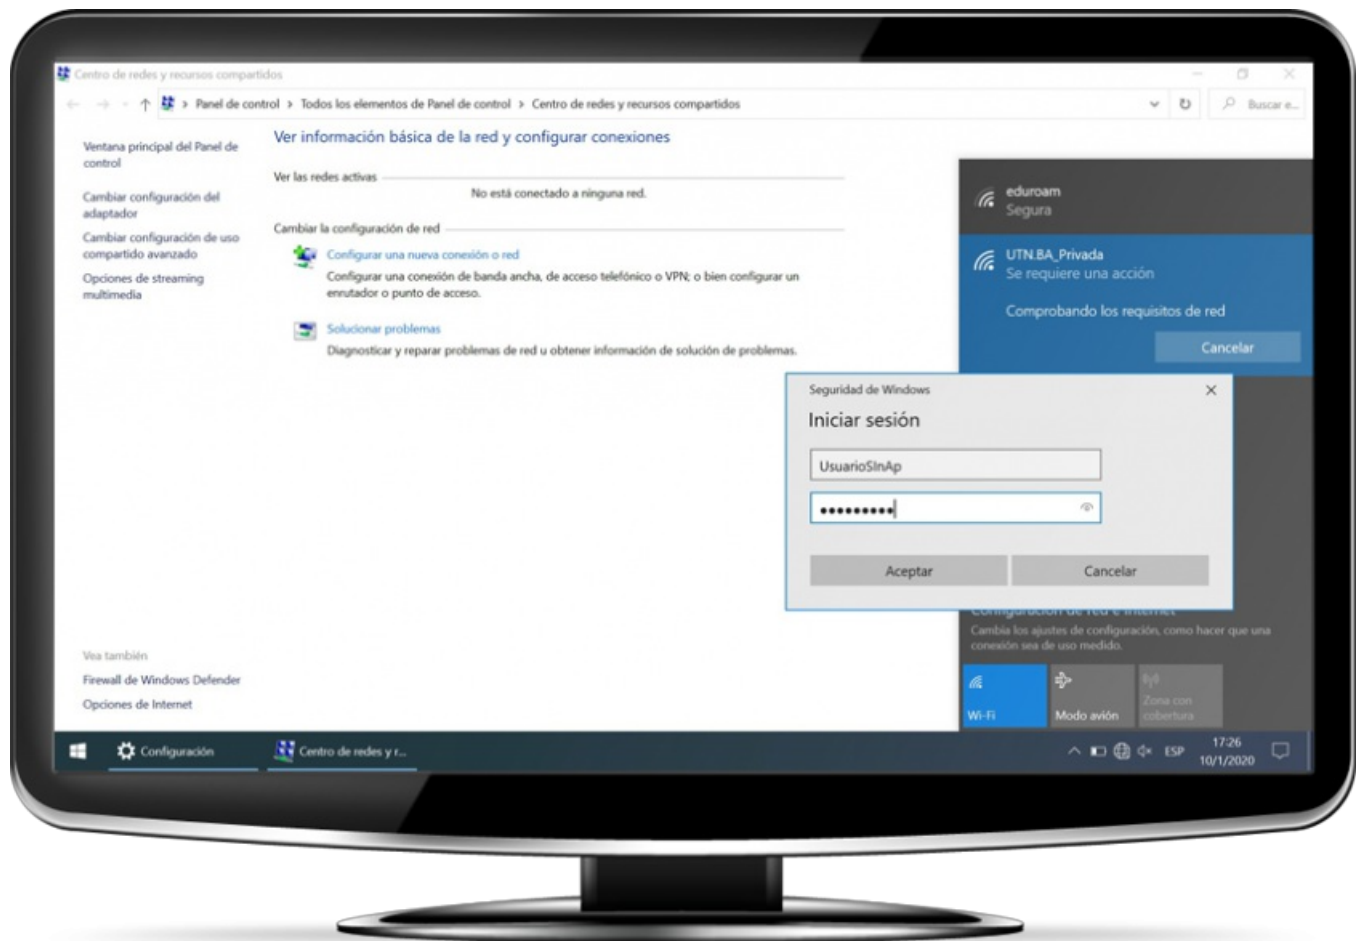 Centro de redes y recursos compartidos
Panel de control > Todos los elementos de Panel de control > Centro de redes y recursos compartidos
Buscar e...
Ventana principal del Panel de
control
Cambiar configuración del
adaptador
Cambiar configuración de uso
compartido avanzado
Opciones de streaming
multimedia
Ver información básica de la red y configurar conexiones
Ver las redes activas
No está conectado a ninguna red.
Cambiar la configuración de red
Configurar una nueva conexión o red
Configurar una conexión de banda ancha, de acceso telefónico o VPN; o bien configurar un
enrutador o punto de acceso.
Solucionar problemas
Diagnosticar y reparar problemas de red u obtener información de solución de problemas.
eduroam
Segura
UTN.BA_Privada
Se requiere una acción
Comprobando los requisitos de red
Cancelar
Seguridad de Windows
Iniciar sesión
UsuarioSInAp
•••••••••
Aceptar
Cancelar
Configuración de red e Internet
Cambia los ajustes de configuración, como hacer que una
conexión sea de uso medido.
Wi-Fi
Modo avión
Zona con
cobertura
Vea también
Firewall de Windows Defender
Opciones de Internet
Configuración
Centro de redes y r...
ESP
17:26
10/1/2020